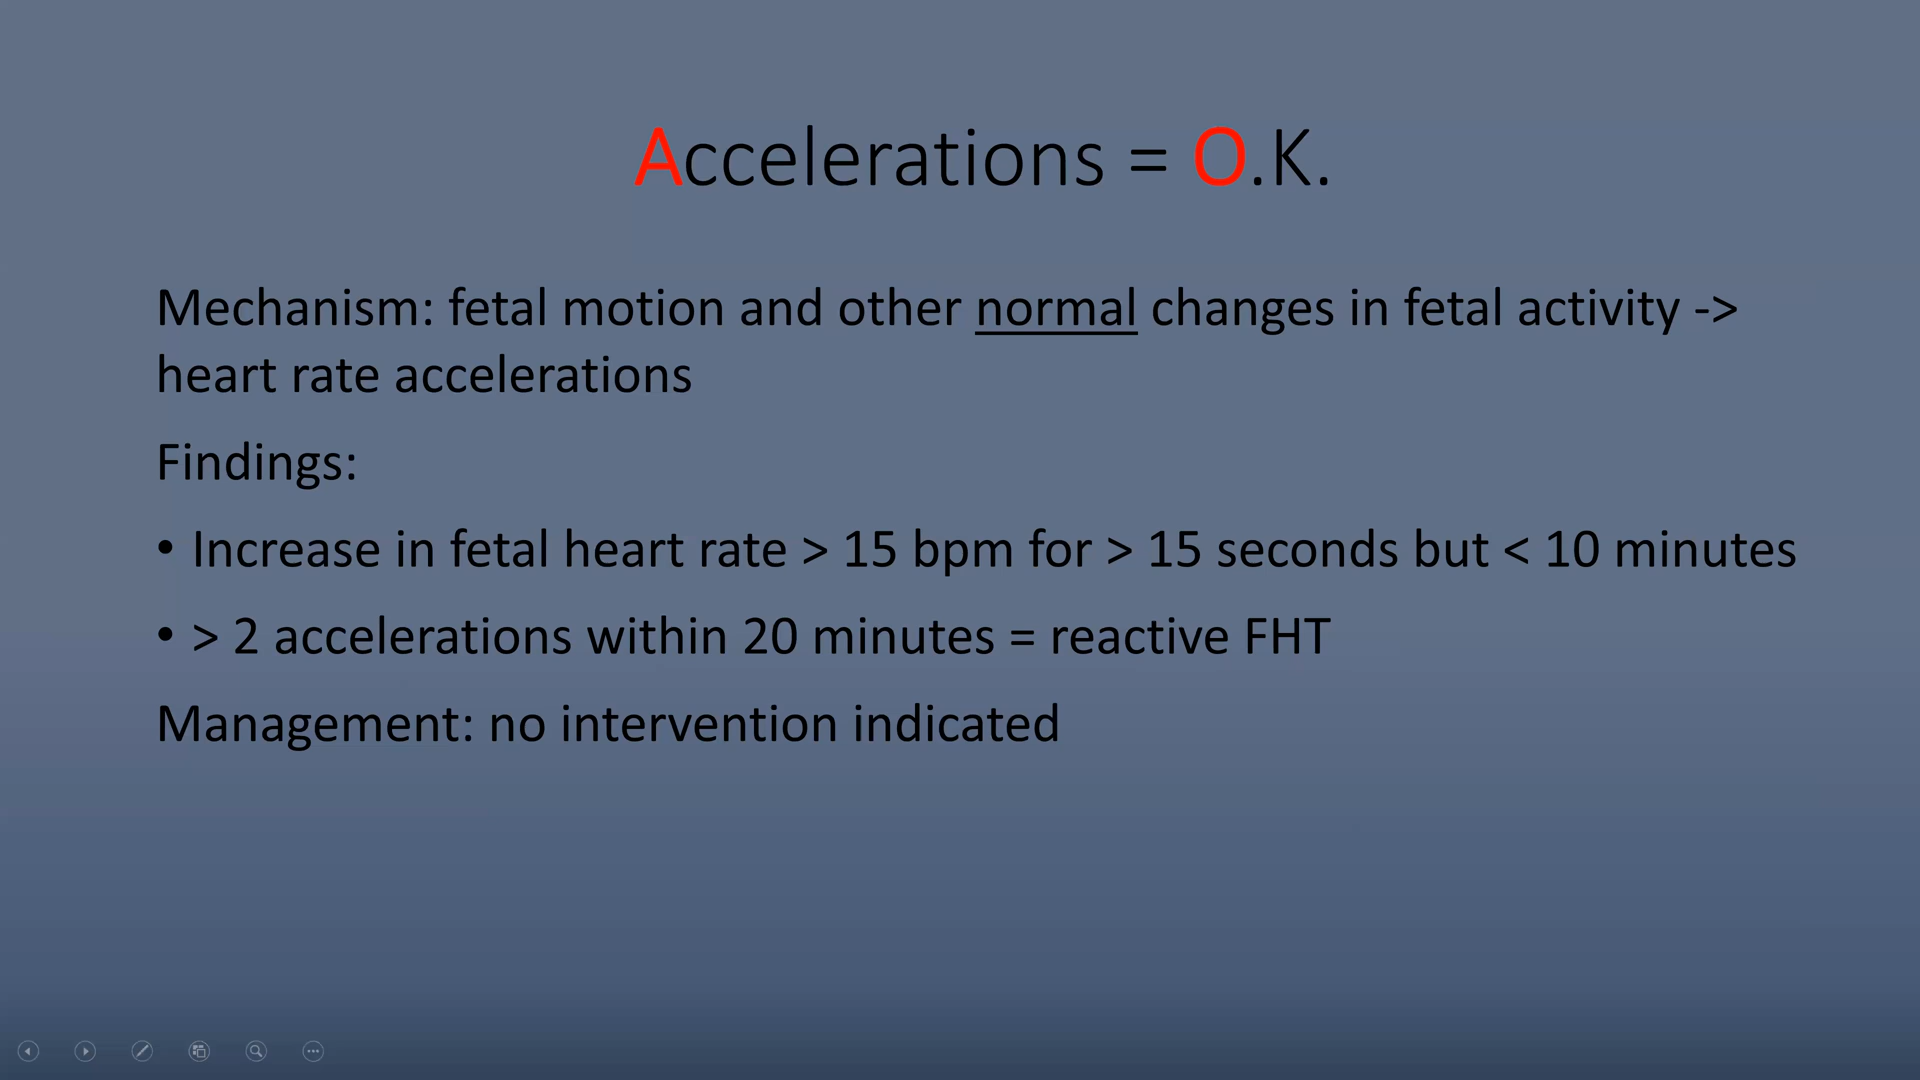 Accelerations = O.K.
Mechanism: fetal motion and other normal changes in fetal activity ->
heart rate accelerations
Findings:
• Increase in fetal heart rate > 15 bpm for > 15 seconds but < 10 minutes
• > 2 accelerations within 20 minutes = reactive FHT
Management: no intervention indicated